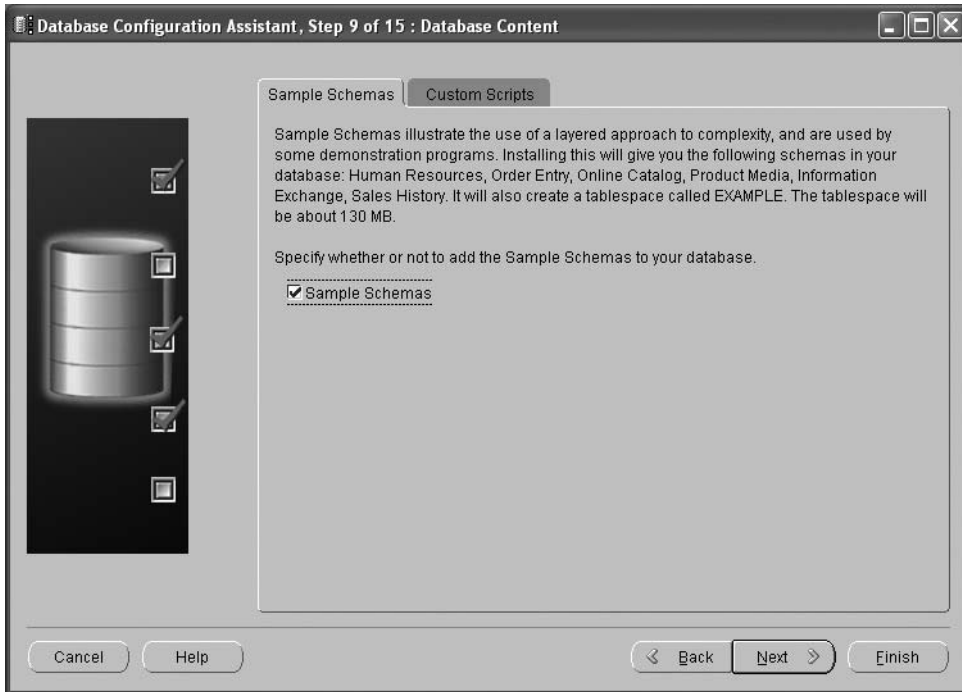 Database Configuration Assistant, Step 9 of 15 : Database Content
Sample Schemas
Custom Scripts
Sample Schemas illustrate the use of a layered approach to complexity, and are used by
some demonstration programs. Installing this will give you the following schemas in your
database: Human Resources, Order Entry, Online Catalog, Product Media, Information
Exchange, Sales History. It will also create a tablespace called EXAMPLE. The tablespace will
be about 130 MB.
Specify whether or not to add the Sample Schemas to your database.
Sample Schemas
Cancel
Help
Back
Next
Finish